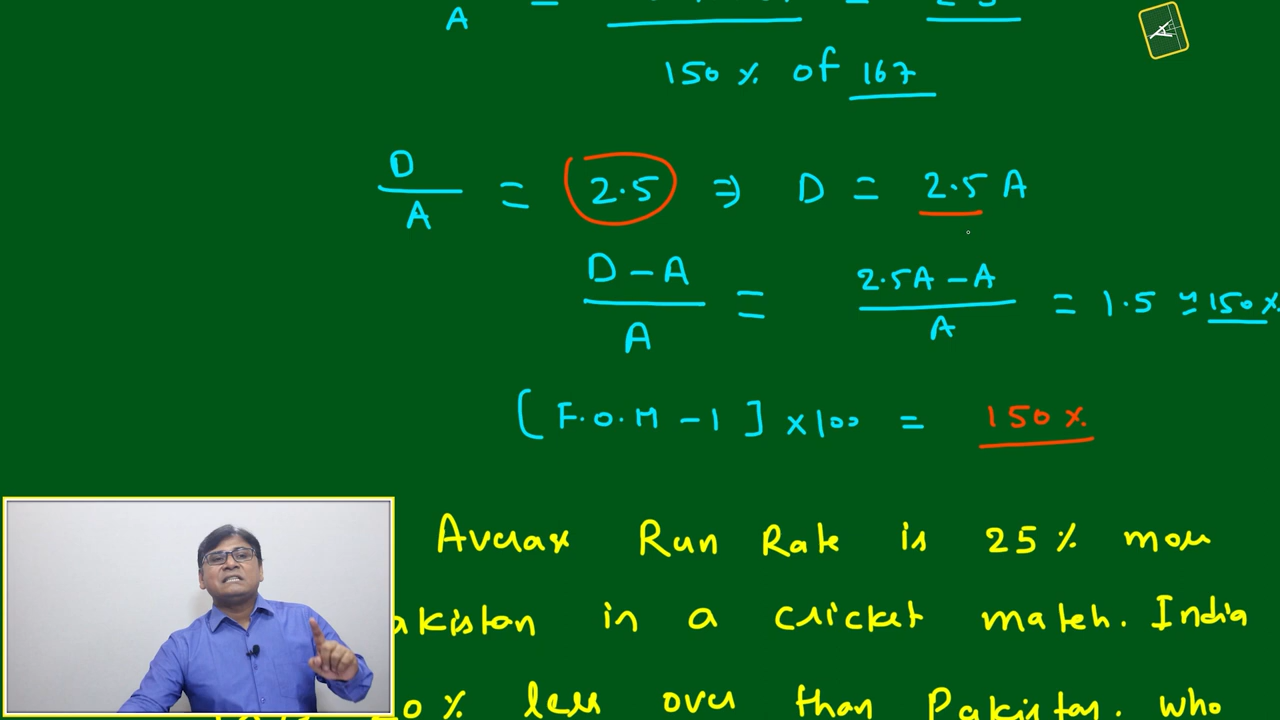 A =
150 % of 167
D/A = 2.5 ⇒ D = 2.5 A
D – A / A = 2.5A – A / A = 1.5 ≃ 150 %
[ F.O.M – 1 ] × 100 = 150 %
Average Run Rate is 25 % more
akistan in a cricket match. India
0 % less over than Pakistan. who